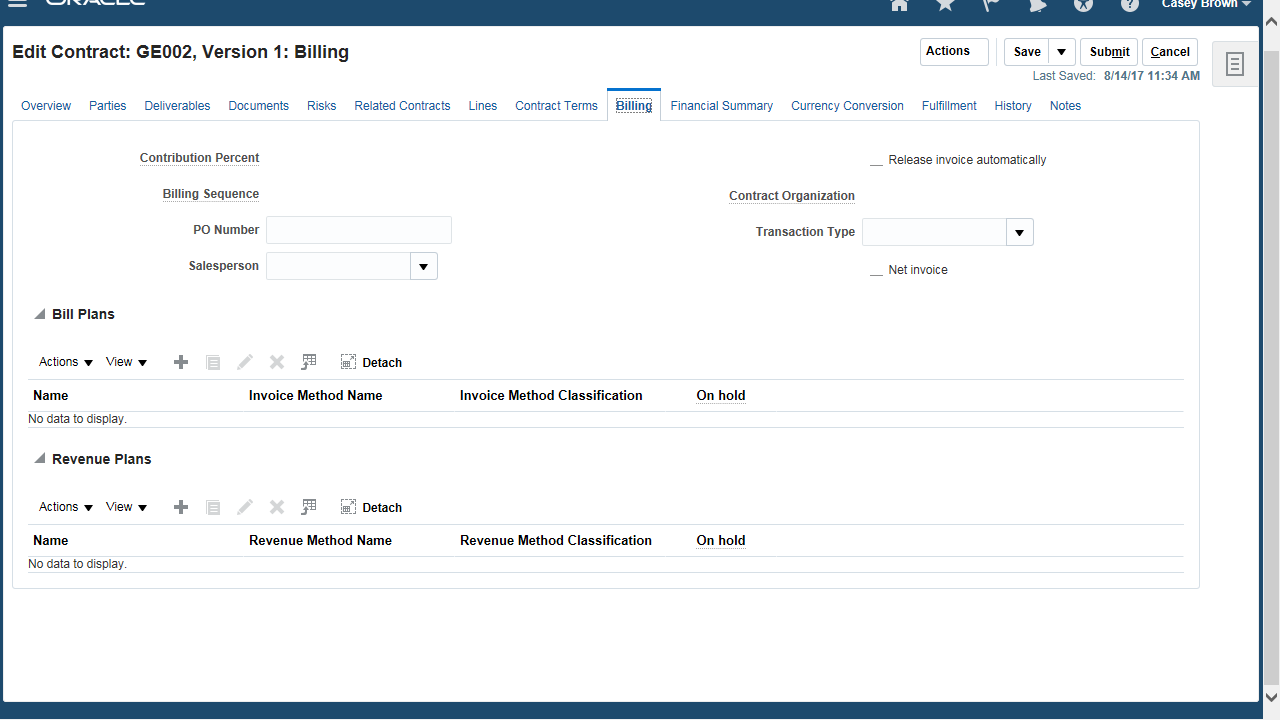 ORACLE
Casey Brown
Edit Contract: GE002, Version 1: Billing
Actions Save Submit Cancel
Last Saved: 8/14/17 11:34 AM
Overview Parties Deliverables Documents Risks Related Contracts Lines Contract Terms Billing Financial Summary Currency Conversion Fulfillment History Notes
Contribution Percent
Release invoice automatically
Billing Sequence
Contract Organization
PO Number
Transaction Type
Salesperson
Net invoice
Bill Plans
Actions View Detach
Name Invoice Method Name Invoice Method Classification On hold
No data to display.
Revenue Plans
Actions View Detach
Name Revenue Method Name Revenue Method Classification On hold
No data to display.